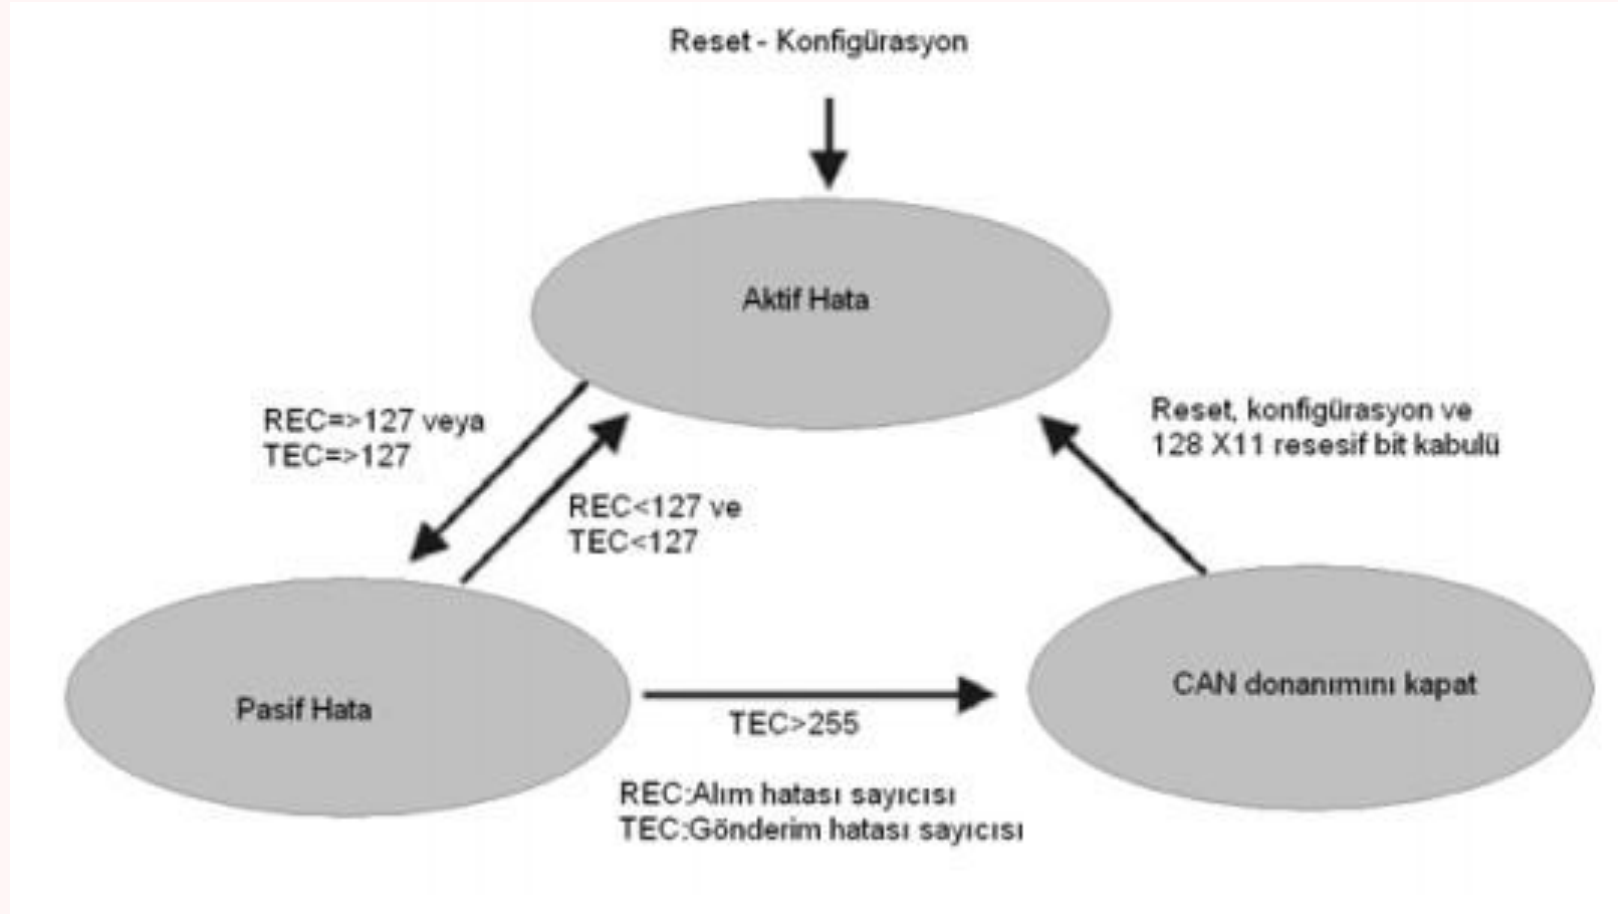 Reset - Konfigürasyon
Aktif Hata
REC=>127 veya
TEC=>127
Reset, konfigürasyon ve
128 X11 resesif bit kabulü
REC<127 ve
TEC<127
Pasif Hata
CAN donanımını kapat
TEC>255
REC:Alım hatası sayıcısı
TEC:Gönderim hatası sayıcısı